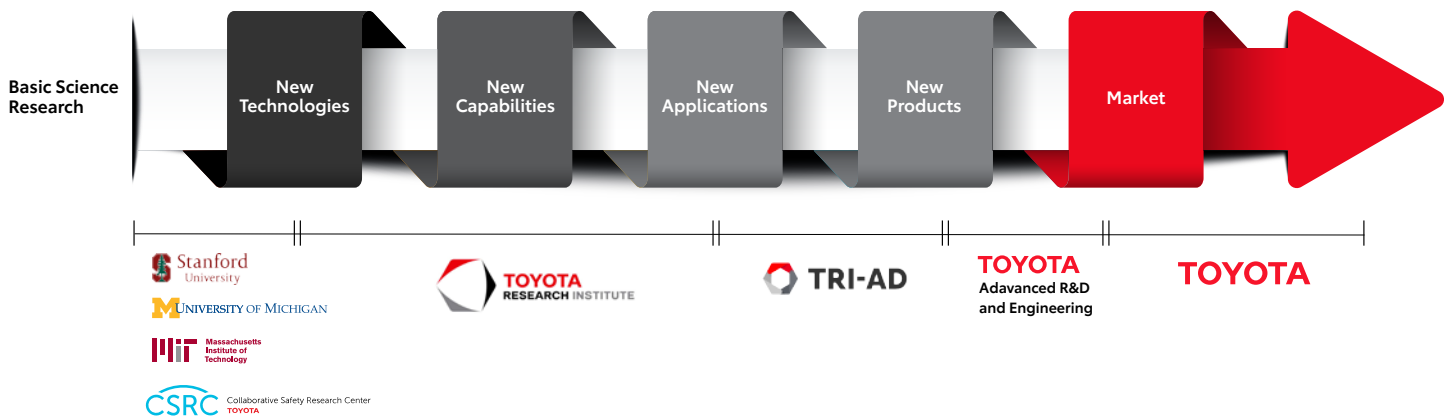 Basic Science
Research
New
Technologies
New
Capabilities
New
Applications
New
Products
Market
Stanford
University
M UNIVERSITY OF MICHIGAN
MIT Massachusetts
Institute of
Technology
CSRC Collaborative Safety Research Center
TOYOTA
TOYOTA
RESEARCH INSTITUTE
TRI-AD
TOYOTA
Adavanced R&D
and Engineering
TOYOTA